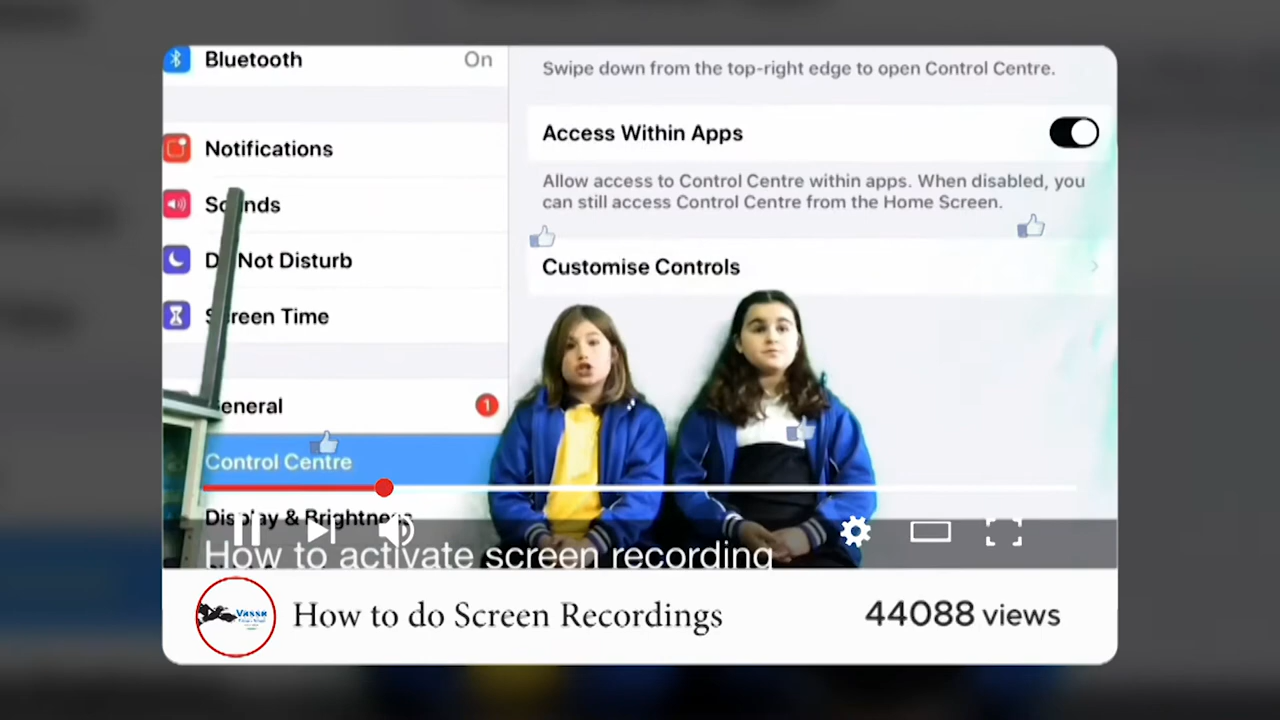 Bluetooth
On
Notifications
Sounds
Do Not Disturb
Screen Time
General
1
Control Centre
Display & Brightness
Swipe down from the top-right edge to open Control Centre.
Access Within Apps
Allow access to Control Centre within apps. When disabled, you
can still access Control Centre from the Home Screen.
Customise Controls
How to activate screen recording
Vasse
How to do Screen Recordings
44088 views